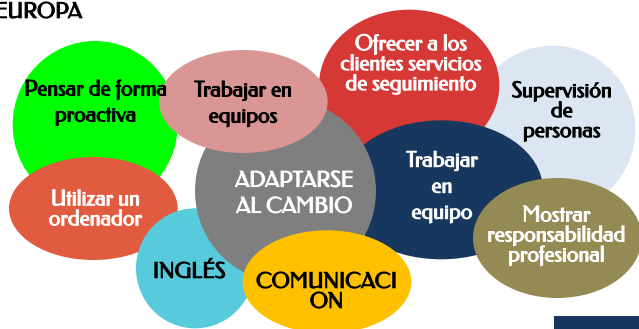 EUROPA
Pensar de forma
proactiva
Trabajar en
equipos
Ofrecer a los
clientes servicios
de seguimiento
Supervisión
de
personas
Utilizar un
ordenador
ADAPTARSE
AL CAMBIO
Trabajar
en
equipo
Mostrar
responsabilidad
profesional
INGLÉS
COMUNICACI
ON